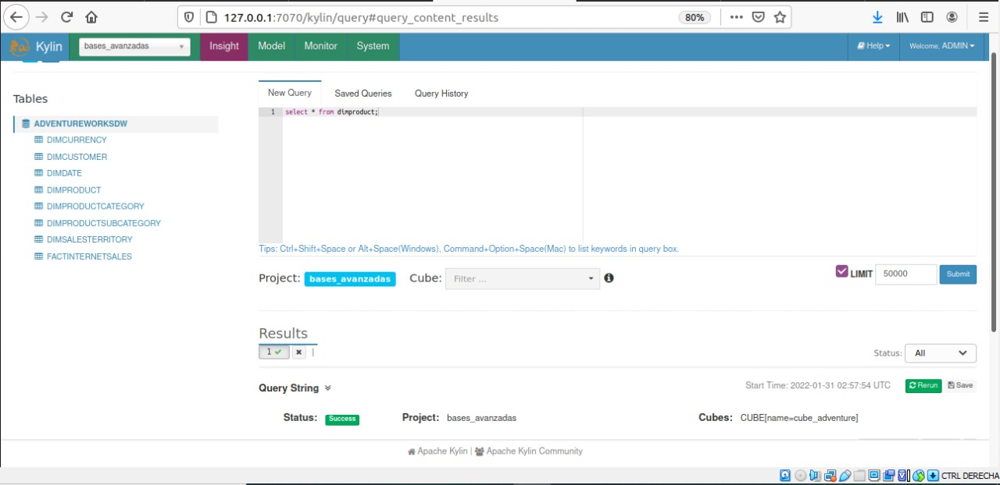 127.0.0.1:7070/kylin/query#query_content_results
80%
Kylin
bases_avanzadas
Insight
Model
Monitor
System
Help
Welcome, ADMIN
Tables
ADVENTUREWORKSDW
DIMCURRENCY
DIMCUSTOMER
DIMDATE
DIMPRODUCT
DIMPRODUCTCATEGORY
DIMPRODUCTSUBCATEGORY
DIMSALESTERRITORY
FACTINTERNETSALES
New Query
Saved Queries
Query History
1 select * from dimproduct;
Tips: Ctrl+Shift+Space or Alt+Space(Windows), Command+Option+Space(Mac) to list keywords in query box.
Project: bases_avanzadas Cube: Filter ...
LIMIT 50000 Submit
Results
1
Status: All
Query String
Start Time: 2022-01-31 02:57:54 UTC Rerun Save
Status: Success Project: bases_avanzadas Cubes: CUBE[name=cube_adventure]
Apache Kylin | Apache Kylin Community
CTRL DERECHA